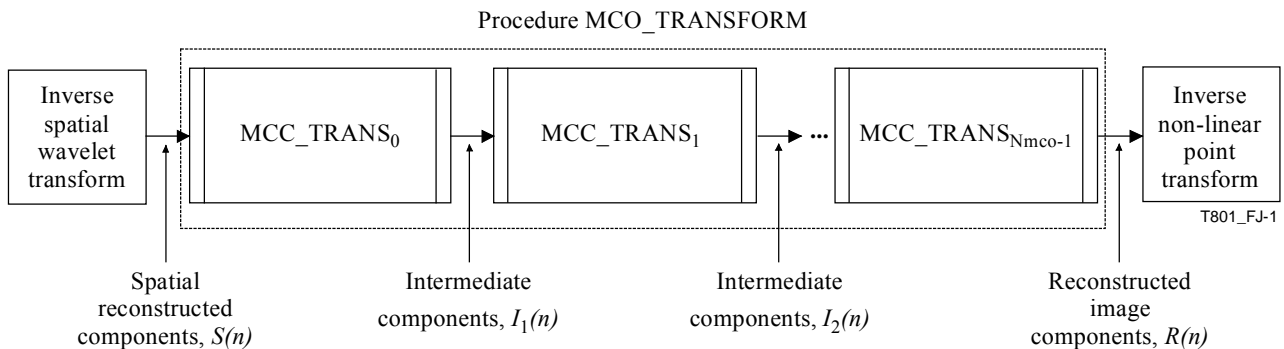 Procedure MCO_TRANSFORM
Inverse
spatial
wavelet
transform
MCC_TRANS0
MCC_TRANS1
...
MCC_TRANSNmco-1
Inverse
non-linear
point
transform
T801_FJ-1
Spatial
reconstructed
components, S(n)
Intermediate
components, I1(n)
Intermediate
components, I2(n)
Reconstructed
image
components, R(n)